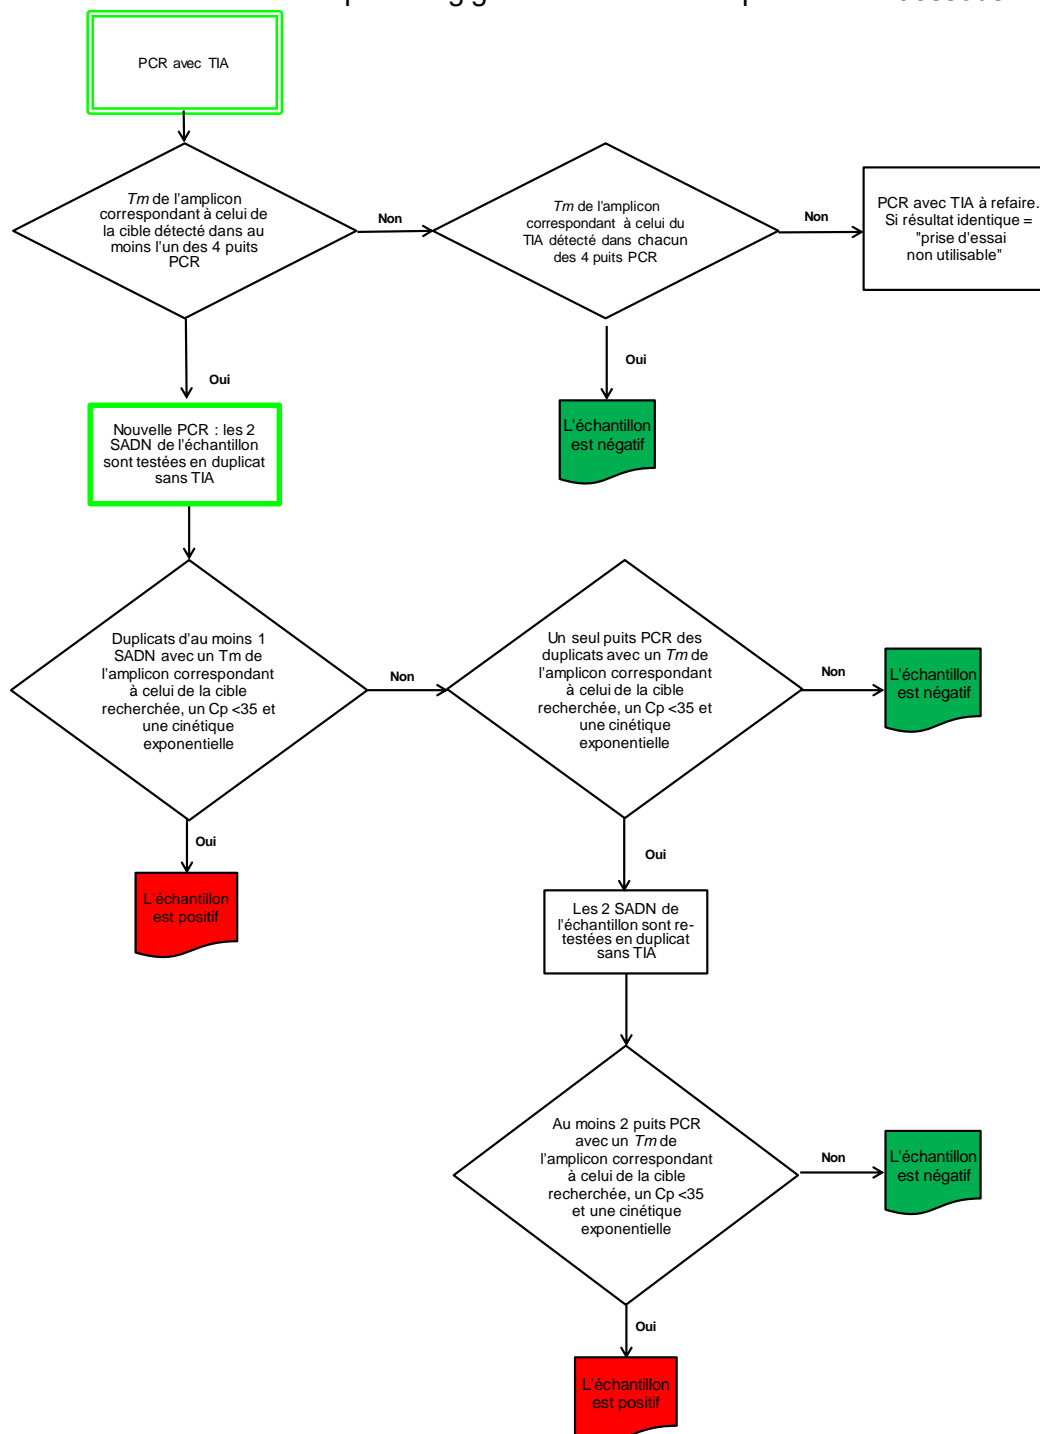 PCR avec TIA
Tm de l'amplicon
correspondant à celui de
la cible détecté dans au
moins l'un des 4 puits
PCR
Non
Tm de l'amplicon
correspondant à celui du
TIA détecté dans chacun
des 4 puits PCR
Non
PCR avec TIA à refaire.
Si résultat identique =
"prise d'essai
non utilisable"
Oui
Oui
L'échantillon
est négatif
Nouvelle PCR : les 2
SADN de l'échantillon
sont testées en duplicat
sans TIA
Duplicats d'au moins 1
SADN avec un Tm de
l'amplicon correspondant
à celui de la cible
recherchée, un Cp <35 et
une cinétique
exponentielle
Non
Un seul puits PCR des
duplicats avec un Tm de
l'amplicon correspondant
à celui de la cible
recherchée, un Cp <35 et
une cinétique
exponentielle
Non
L'échantillon
est négatif
Oui
L'échantillon
est positif
Oui
Les 2 SADN de
l'échantillon sont re-
testées en duplicat
sans TIA
Au moins 2 puits PCR
avec un Tm de
l'amplicon correspondant
à celui de la cible
recherchée, un Cp <35
et une cinétique
exponentielle
Non
L'échantillon
est négatif
Oui
L'échantillon
est positif